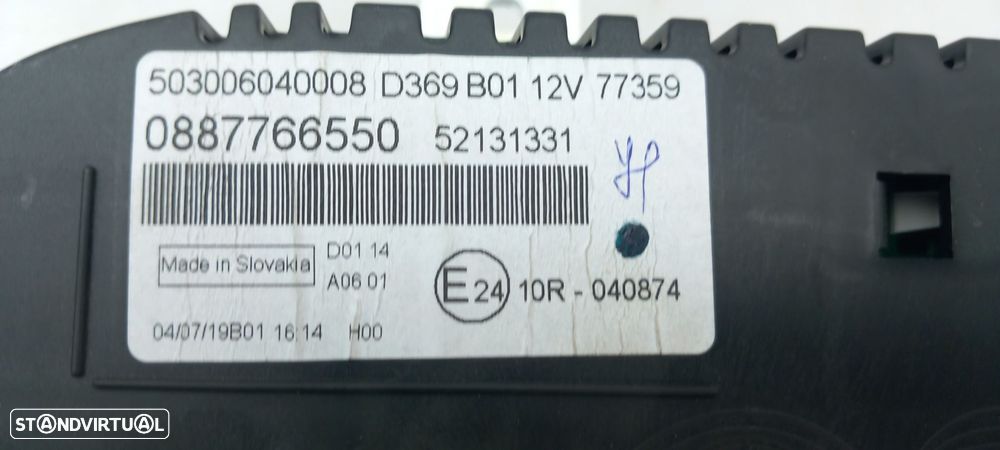 503006040008 D369 B01 12V 77359
0887766550 52131331
Made in Slovakia D01 14
A06 01
E 24 10R - 040874
04/07/19B01 16:14 H00
STANDVIRTUAL